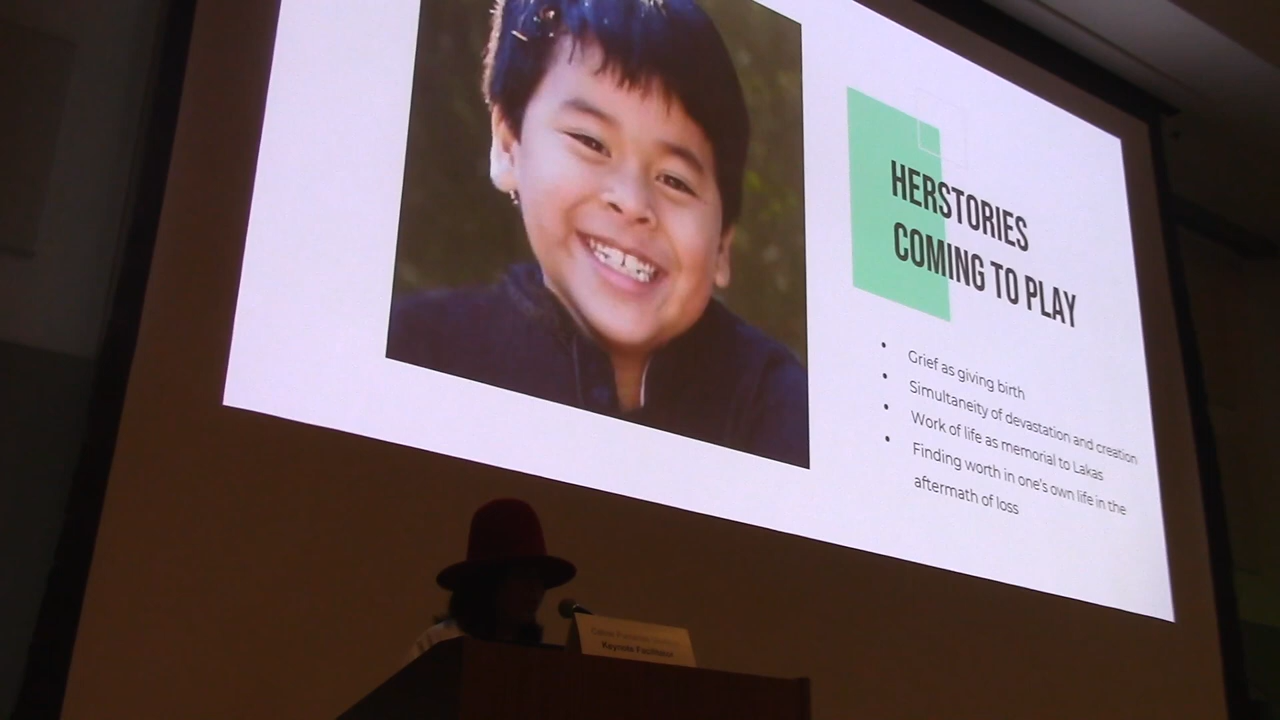 HERSTORIES
COMING TO PLAY
Grief as giving birth
Simultaneity of devastation and creation
Work of life as memorial to Lakas
Finding worth in one's own life in the
aftermath of loss
Keynote Facilitator